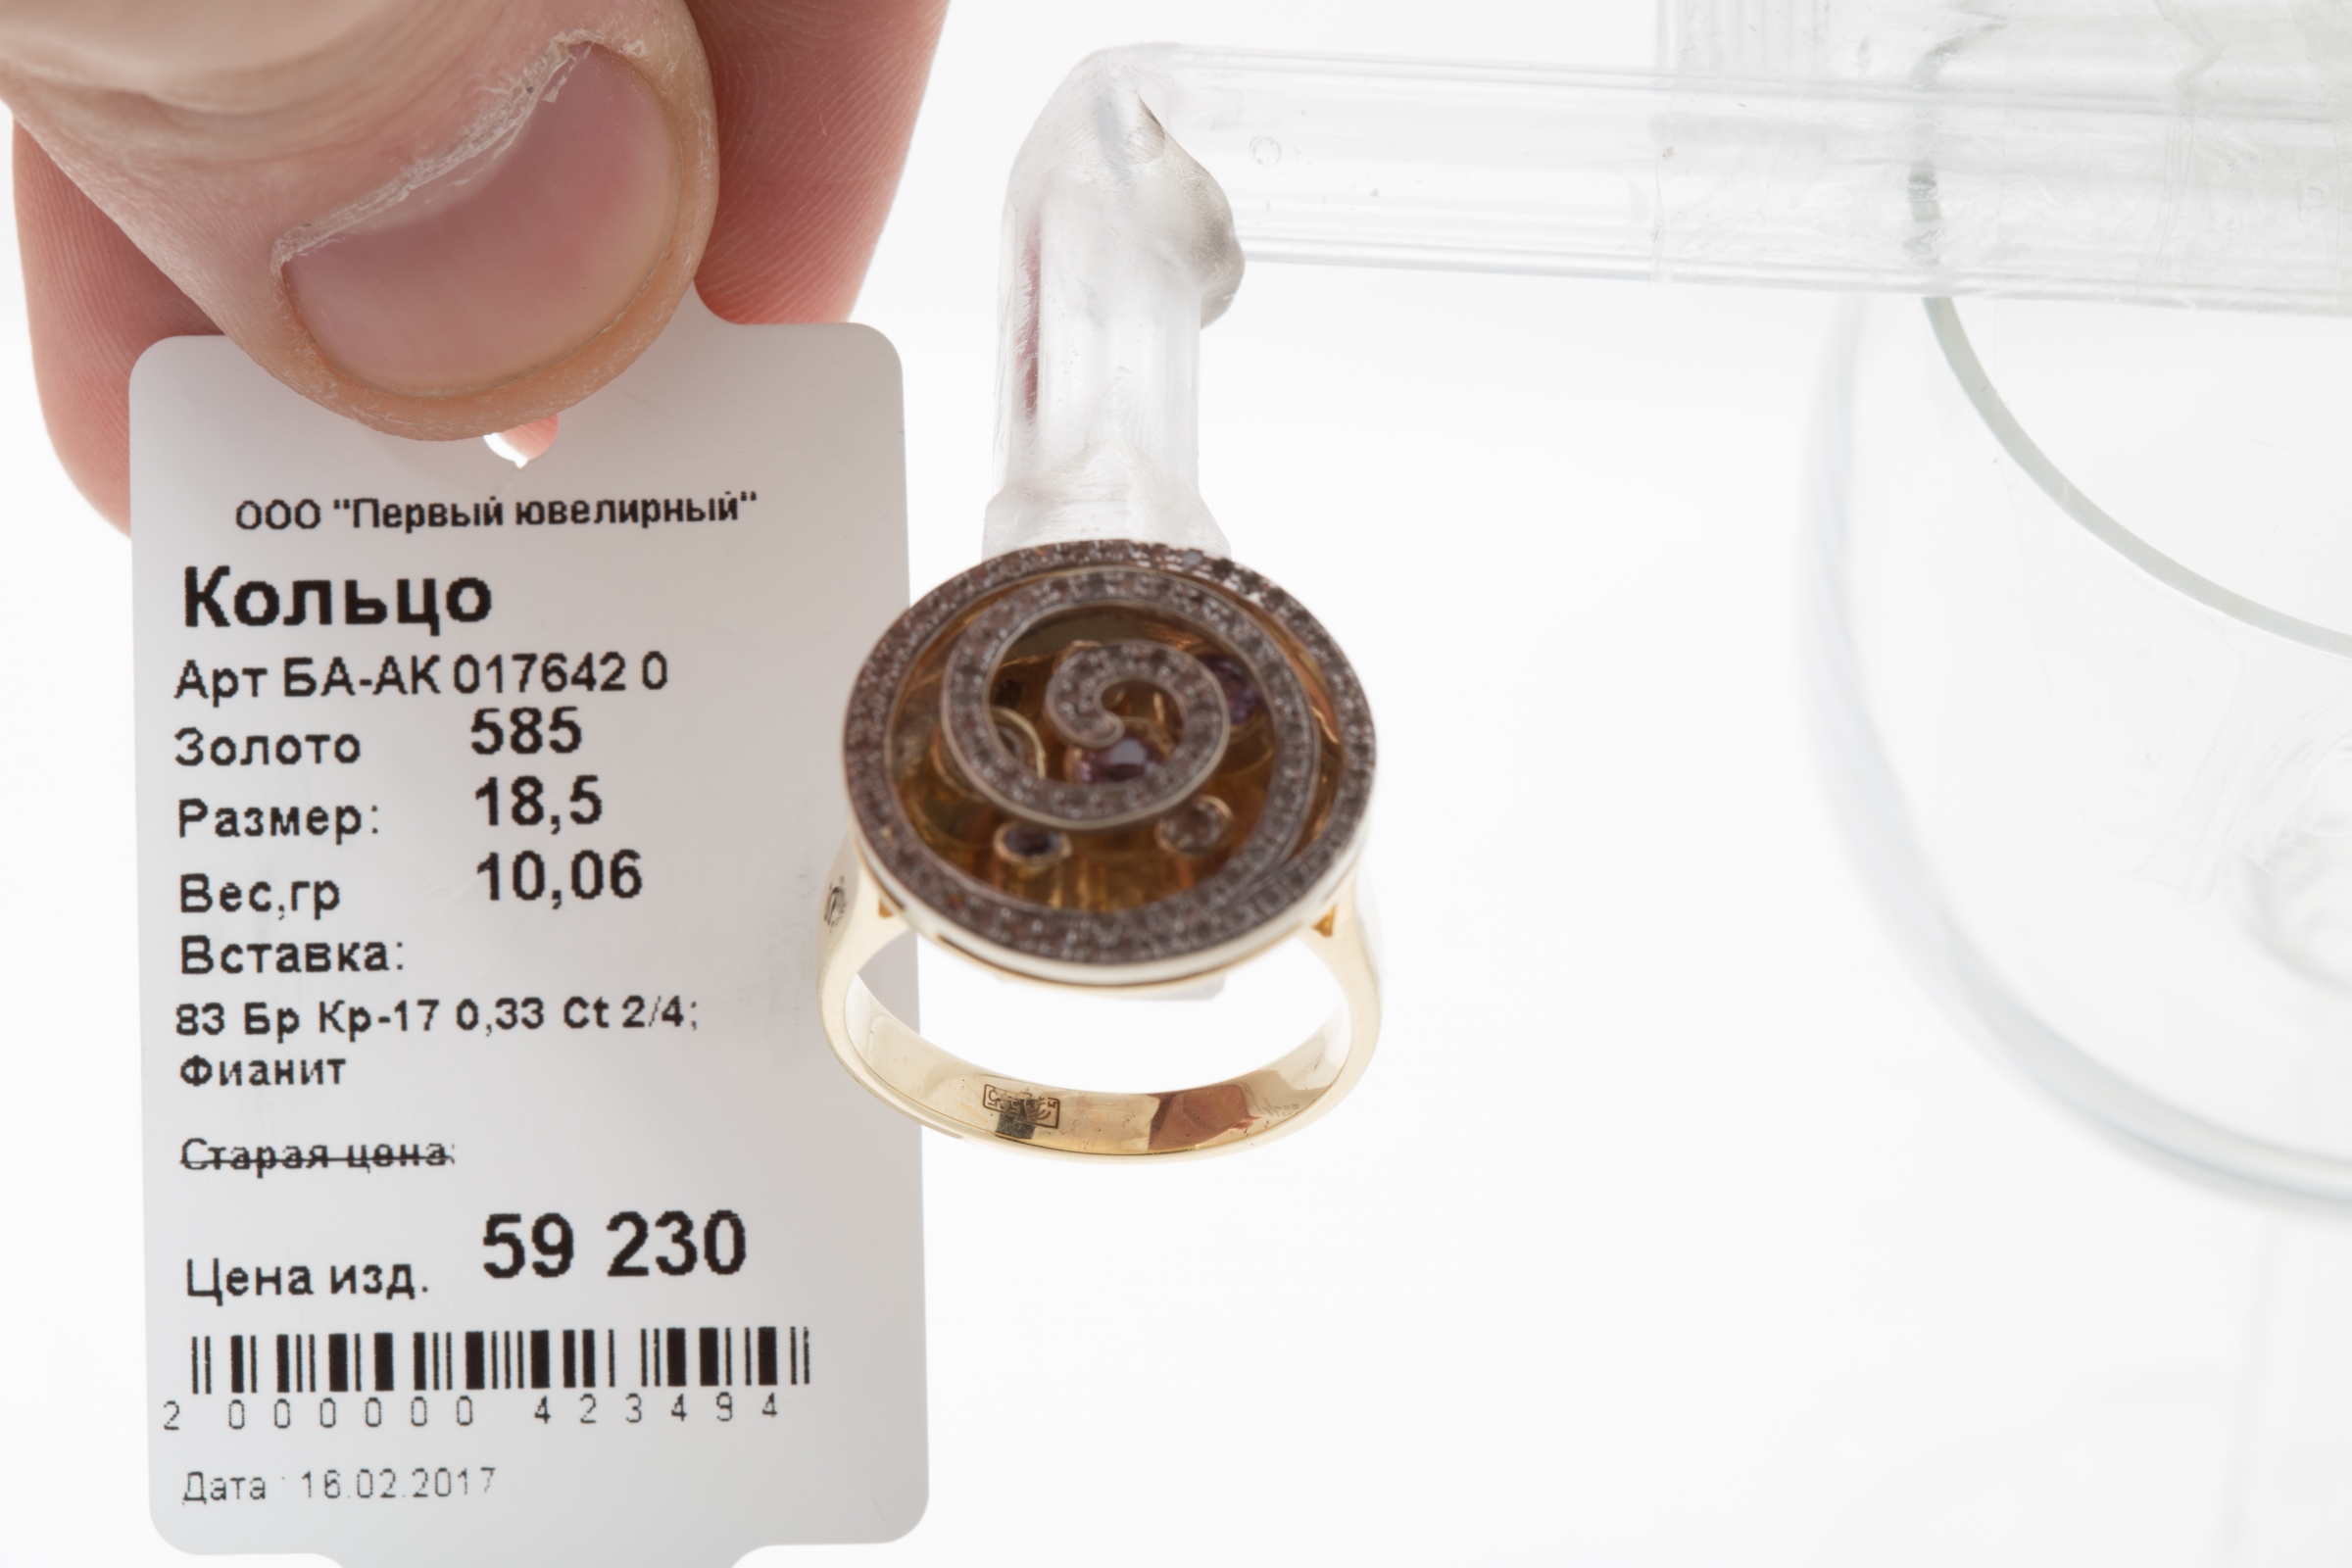 ООО "Первый ювелирный"
Кольцо
Арт БА-АК 017642 0
Золото 585
Размер: 18,5
Вес,гр 10,06
Вставка:
83 Бр Кр-17 0,33 Ct 2/4;
Фианит
Старая цена:
Цена изд. 59 230
2 000000 423494
Дата : 16.02.2017